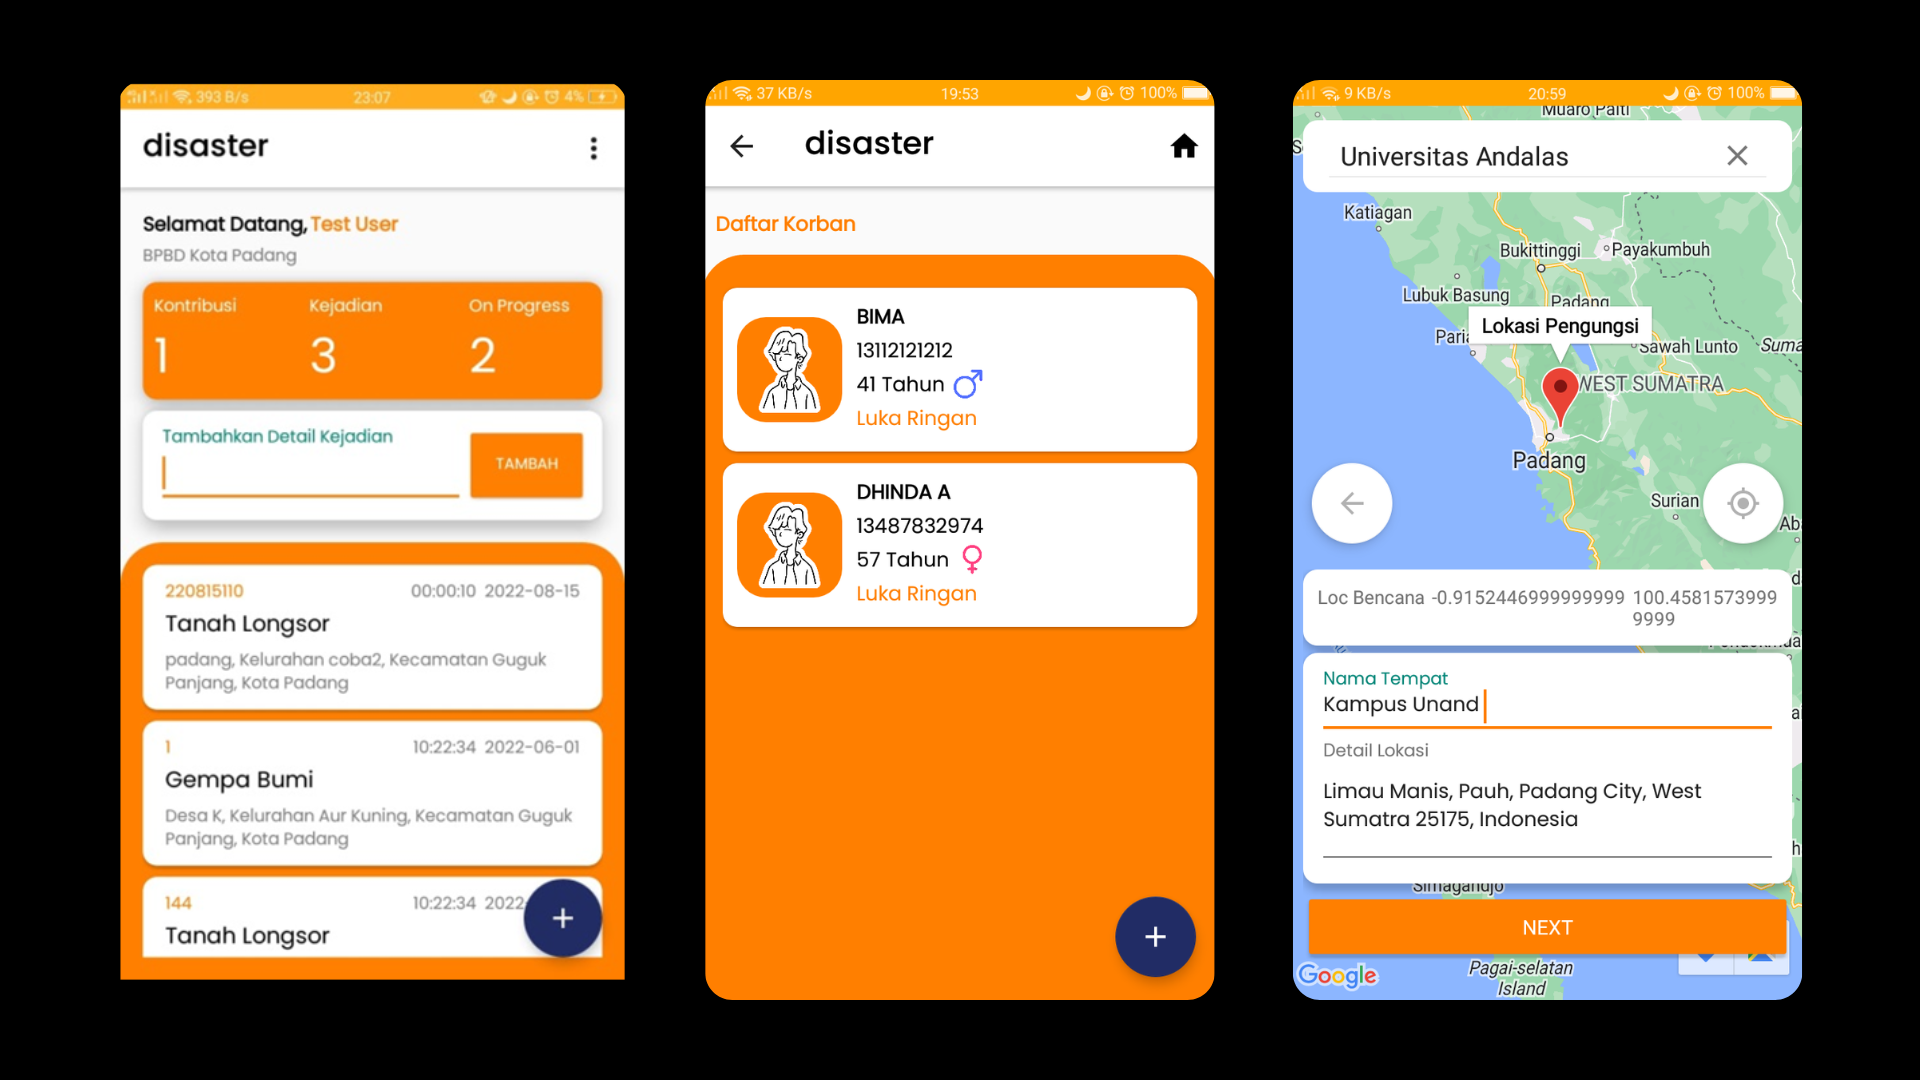 393 B/s 23:07 4%
disaster
Selamat Datang, Test User
BPBD Kota Padang
Kontribusi Kejadian On Progress
1 3 2
Tambahkan Detail Kejadian
TAMBAH
220815110 00:00:10 2022-08-15
Tanah Longsor
padang, Kelurahan coba2, Kecamatan Guguk
Panjang, Kota Padang
1 10:22:34 2022-06-01
Gempa Bumi
Desa K, Kelurahan Aur Kuning, Kecamatan Guguk
Panjang, Kota Padang
144 10:22:34 2022
Tanah Longsor
37 KB/s 19:53 100%
disaster
Daftar Korban
BIMA
13112121212
41 Tahun
Luka Ringan
DHINDA A
13487832974
57 Tahun
Luka Ringan
9 KB/s 20:59 100%
Muaro Paiti
Universitas Andalas
Katiagan
Bukittinggi
Payakumbuh
Lubuk Basung
Padang
Lokasi Pengungsi
Sawah Lunto
WEST SUMATRA
Padang
Surian
Loc Bencana -0.9152446999999999 100.4581573999
9999
Nama Tempat
Kampus Unand
Detail Lokasi
Limau Manis, Pauh, Padang City, West
Sumatra 25175, Indonesia
Simagandjo
NEXT
Google
Pagai-selatan
Island